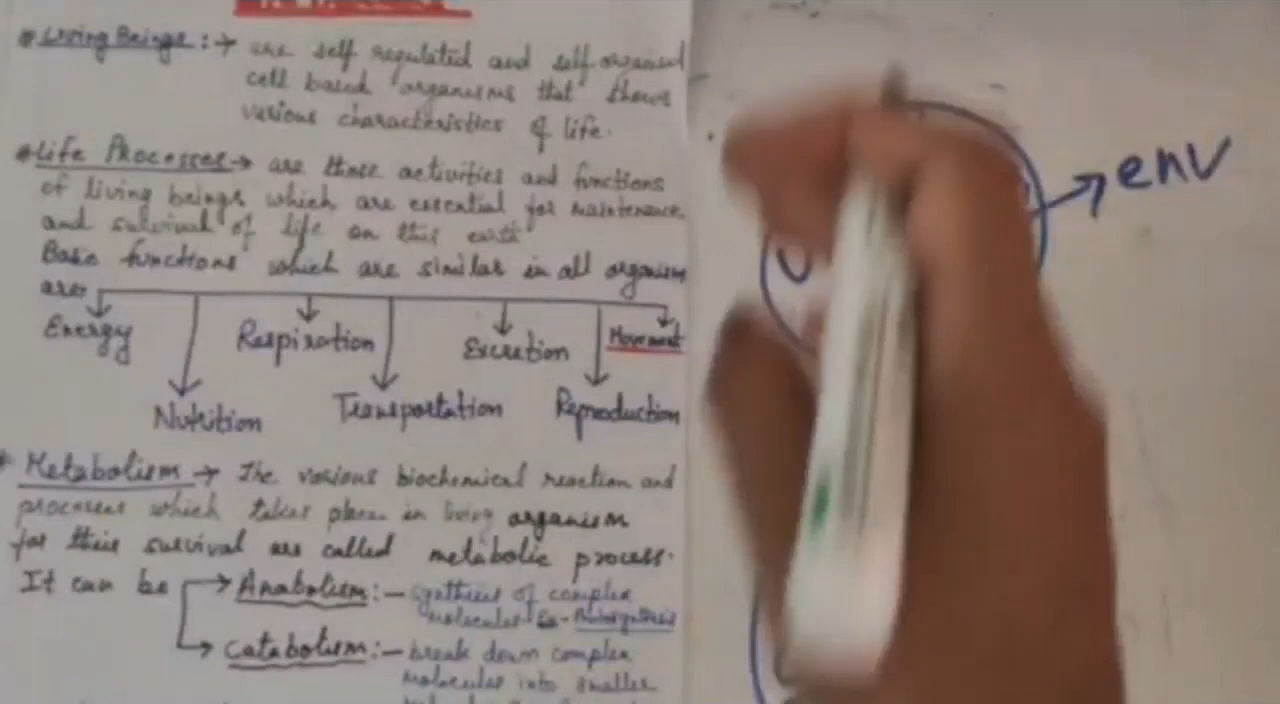 Living Beings :→ are self regulated and self organised
cell based organisms that shows
various characteristics of life.
Life Processes→ are those activities and functions
of living beings which are essential for maintenance
and survival of life on this earth
Basic functions which are similar in all organism
are
Energy
Respiration
Excretion
Movement
Nutrition
Transportation
Reproduction
Metabolism → The various biochemical reaction and
processes which takes place in living organism
for their survival are called metabolic process.
It can be → Anabolism :- synthesis of complex
molecules Ex-
→ Catabolism :- break down complex
molecules into smaller
→ env